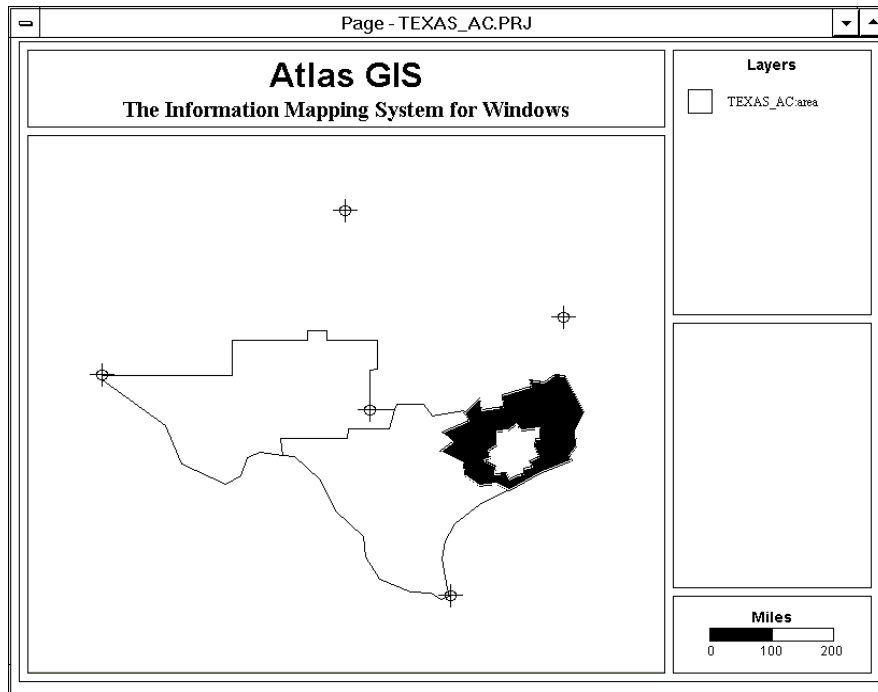 Page - TEXAS_AC.PRJ
Atlas GIS
The Information Mapping System for Windows
Layers
TEXAS_AC:area
Miles
0 100 200